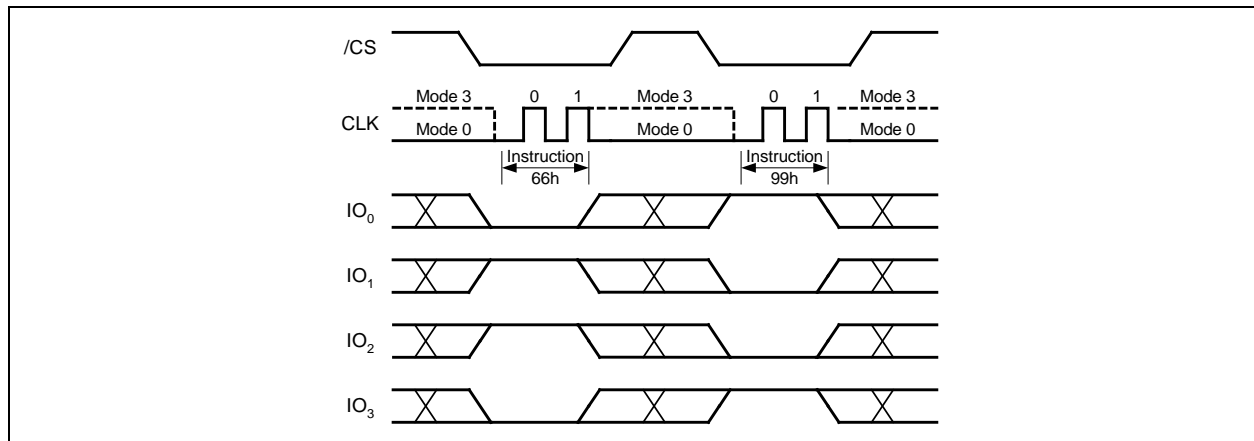 /CS
Mode 3 0 1 Mode 3 0 1 Mode 3
CLK
Mode 0 Mode 0 Mode 0
Instruction Instruction
66h 99h
IO0
IO1
IO2
IO3